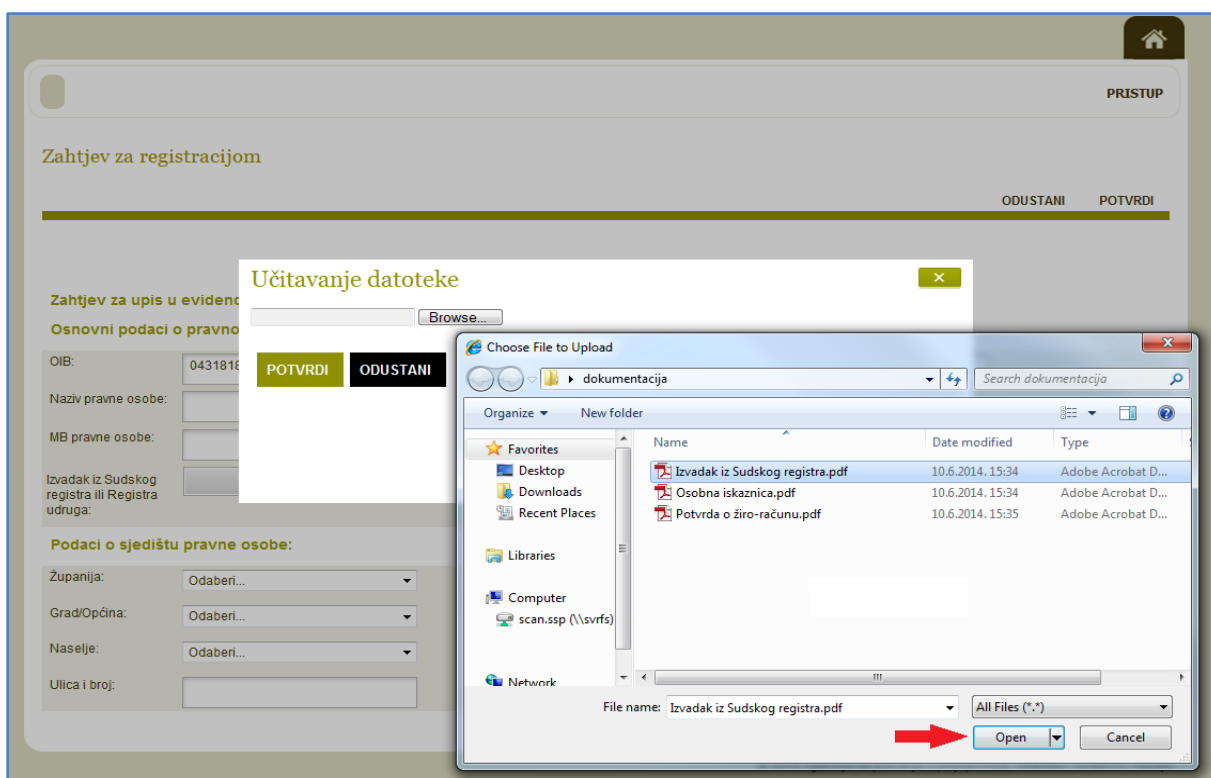 PRISTUP
Zahtjev za registracijom
ODUSTANI POTVRDI
Učitavanje datoteke
Zahtjev za upis u evidenc
Browse...
Osnovni podaci o pravno
Choose File to Upload
OIB:
0431818
POTVRDI ODUSTANI
dokumentacija
Search dokumentacija
Naziv pravne osobe:
Organize New folder
MB pravne osobe:
Favorites
Name Date modified Type
Desktop
Izvadak iz Sudskog registra.pdf 10.6.2014. 15:34 Adobe Acrobat D...
Izvadak iz Sudskog
registra ili Registra
udruga:
Downloads
Osobna iskaznica.pdf 10.6.2014. 15:34 Adobe Acrobat D...
Recent Places
Potvrda o žiro-računu.pdf 10.6.2014. 15:35 Adobe Acrobat D...
Podaci o sjedištu pravne osobe:
Libraries
Županija: Odaberi...
Computer
Grad/Općina: Odaberi...
scan.ssp (\\svrfs)
Naselje: Odaberi...
Ulica i broj:
Network
File name: Izvadak iz Sudskog registra.pdf All Files (*.*)
Open Cancel